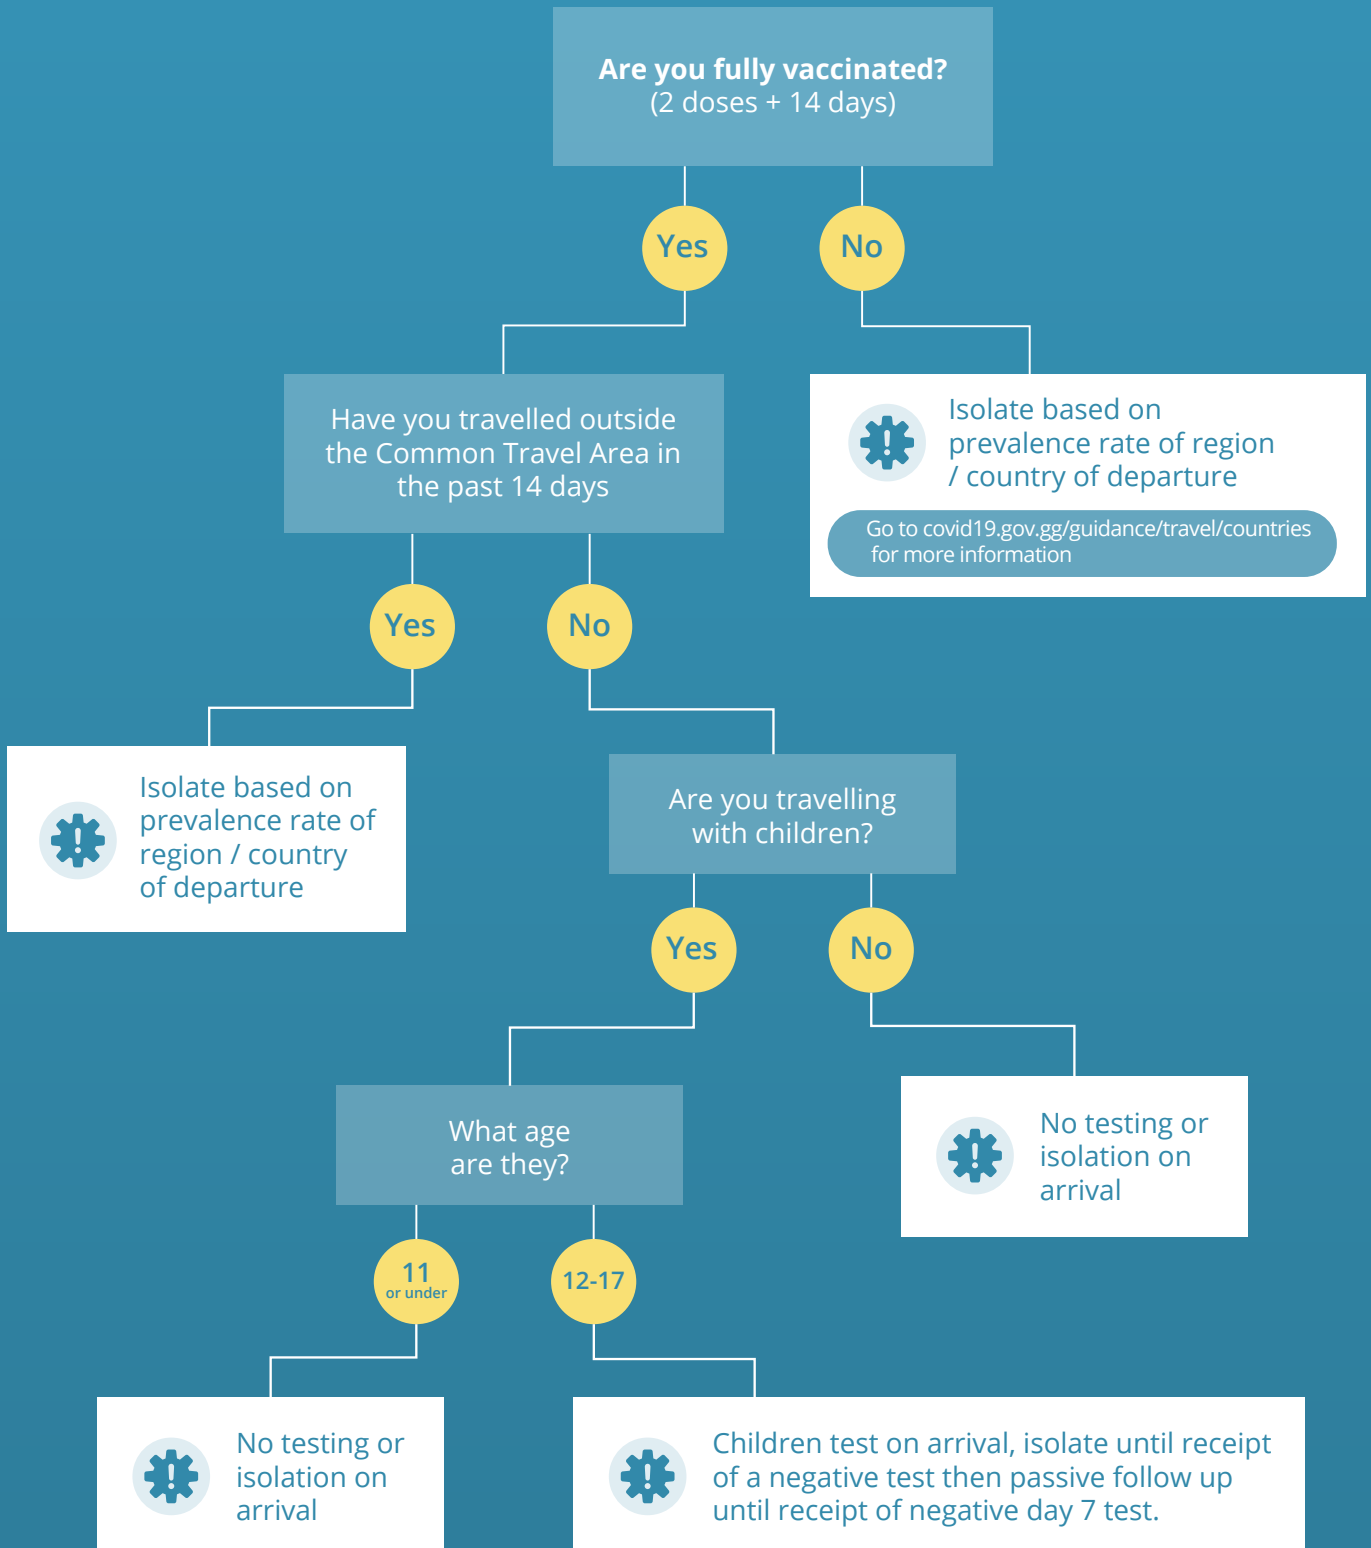 Are you fully vaccinated?
(2 doses + 14 days)
Yes
No
Have you travelled outside
the Common Travel Area in
the past 14 days
Isolate based on
prevalence rate of region
/ country of departure
Go to covid19.gov.gg/guidance/travel/countries
for more information
Yes
No
Isolate based on
prevalence rate of
region / country
of departure
Are you travelling
with children?
Yes
No
What age
are they?
No testing or
isolation on
arrival
11
or under
12-17
No testing or
isolation on
arrival
Children test on arrival, isolate until receipt
of a negative test then passive follow up
until receipt of negative day 7 test.